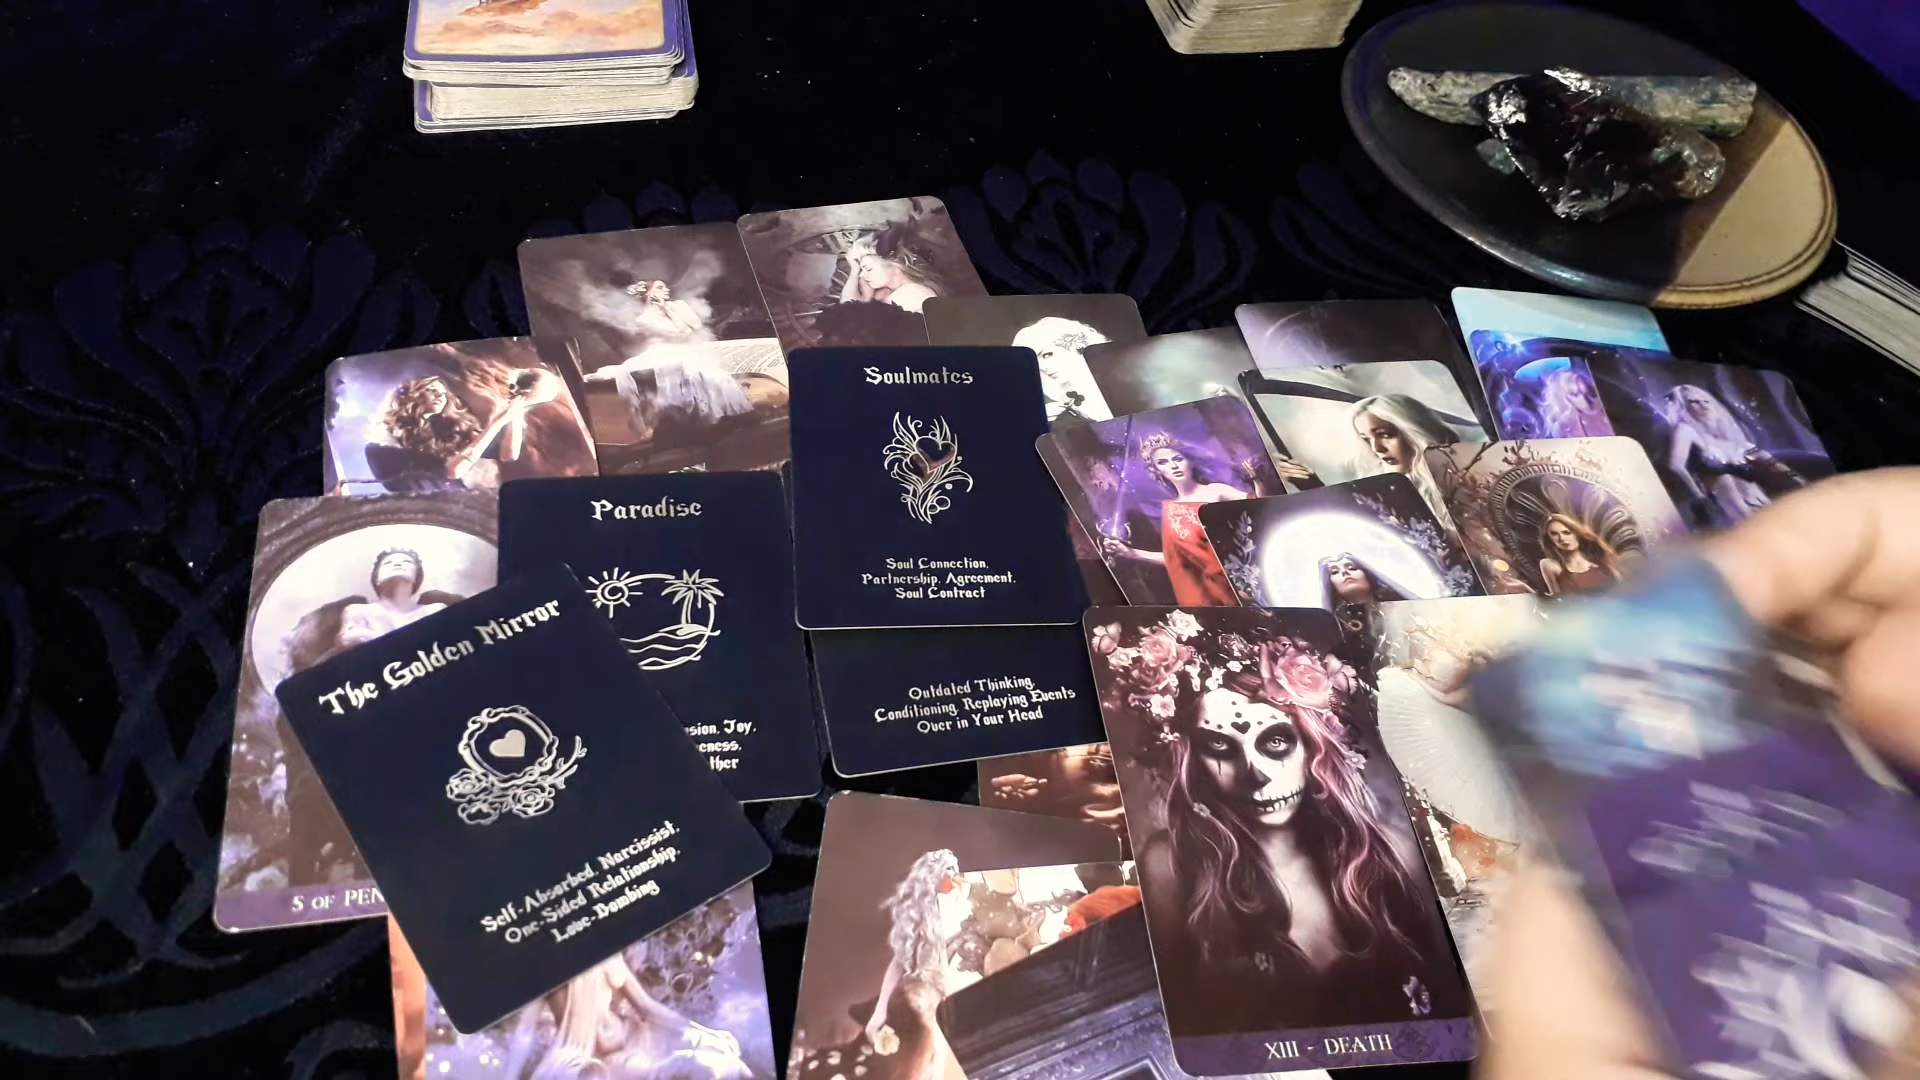 Soulmates
Soul Connection,
Partnership, Agreement,
Soul Contract
Paradise
Joy,
The Golden Mirror
Outdated Thinking,
Conditioning, Replaying Events
Over in Your Head
Self-Absorbed, Narcissist,
One-Sided Relationship,
Love-Bombing
5 OF
XIII - DEATH